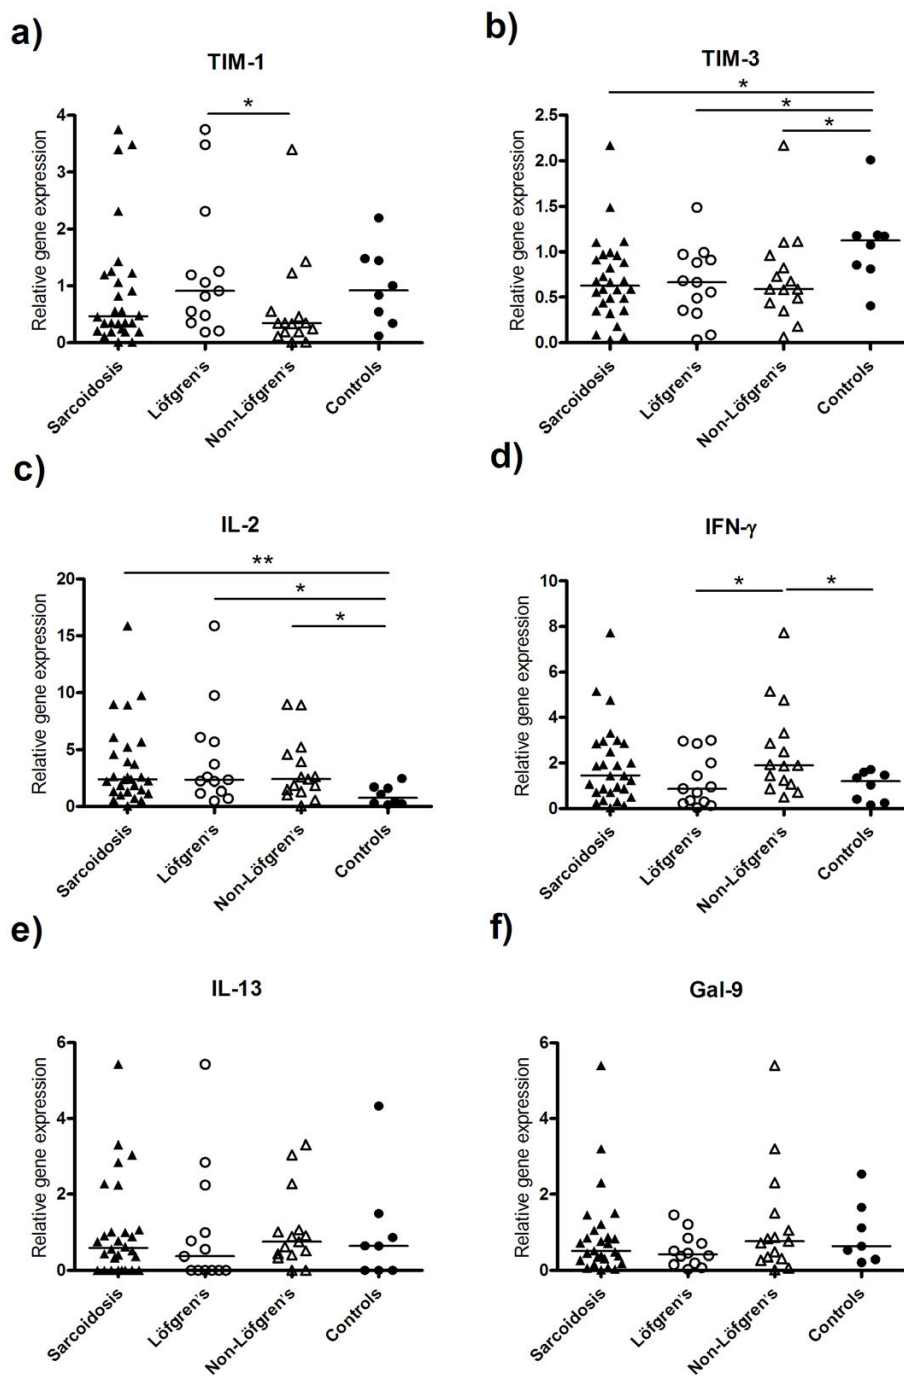 a)
TIM-1
*
Relative gene expression
4
3
2
1
0
Sarcoidosis
Löfgren's
Non-Löfgren's
Controls
b)
TIM-3
*
*
*
Relative gene expression
2.5
2.0
1.5
1.0
0.5
0.0
Sarcoidosis
Löfgren's
Non-Löfgren's
Controls
c)
IL-2
**
*
*
Relative gene expression
20
15
10
5
0
Sarcoidosis
Löfgren's
Non-Löfgren's
Controls
d)
IFN-γ
*
*
Relative gene expression
10
8
6
4
2
0
Sarcoidosis
Löfgren's
Non-Löfgren's
Controls
e)
IL-13
Relative gene expression
6
4
2
0
Sarcoidosis
Löfgren's
Non-Löfgren's
Controls
f)
Gal-9
Relative gene expression
6
4
2
0
Sarcoidosis
Löfgren's
Non-Löfgren's
Controls